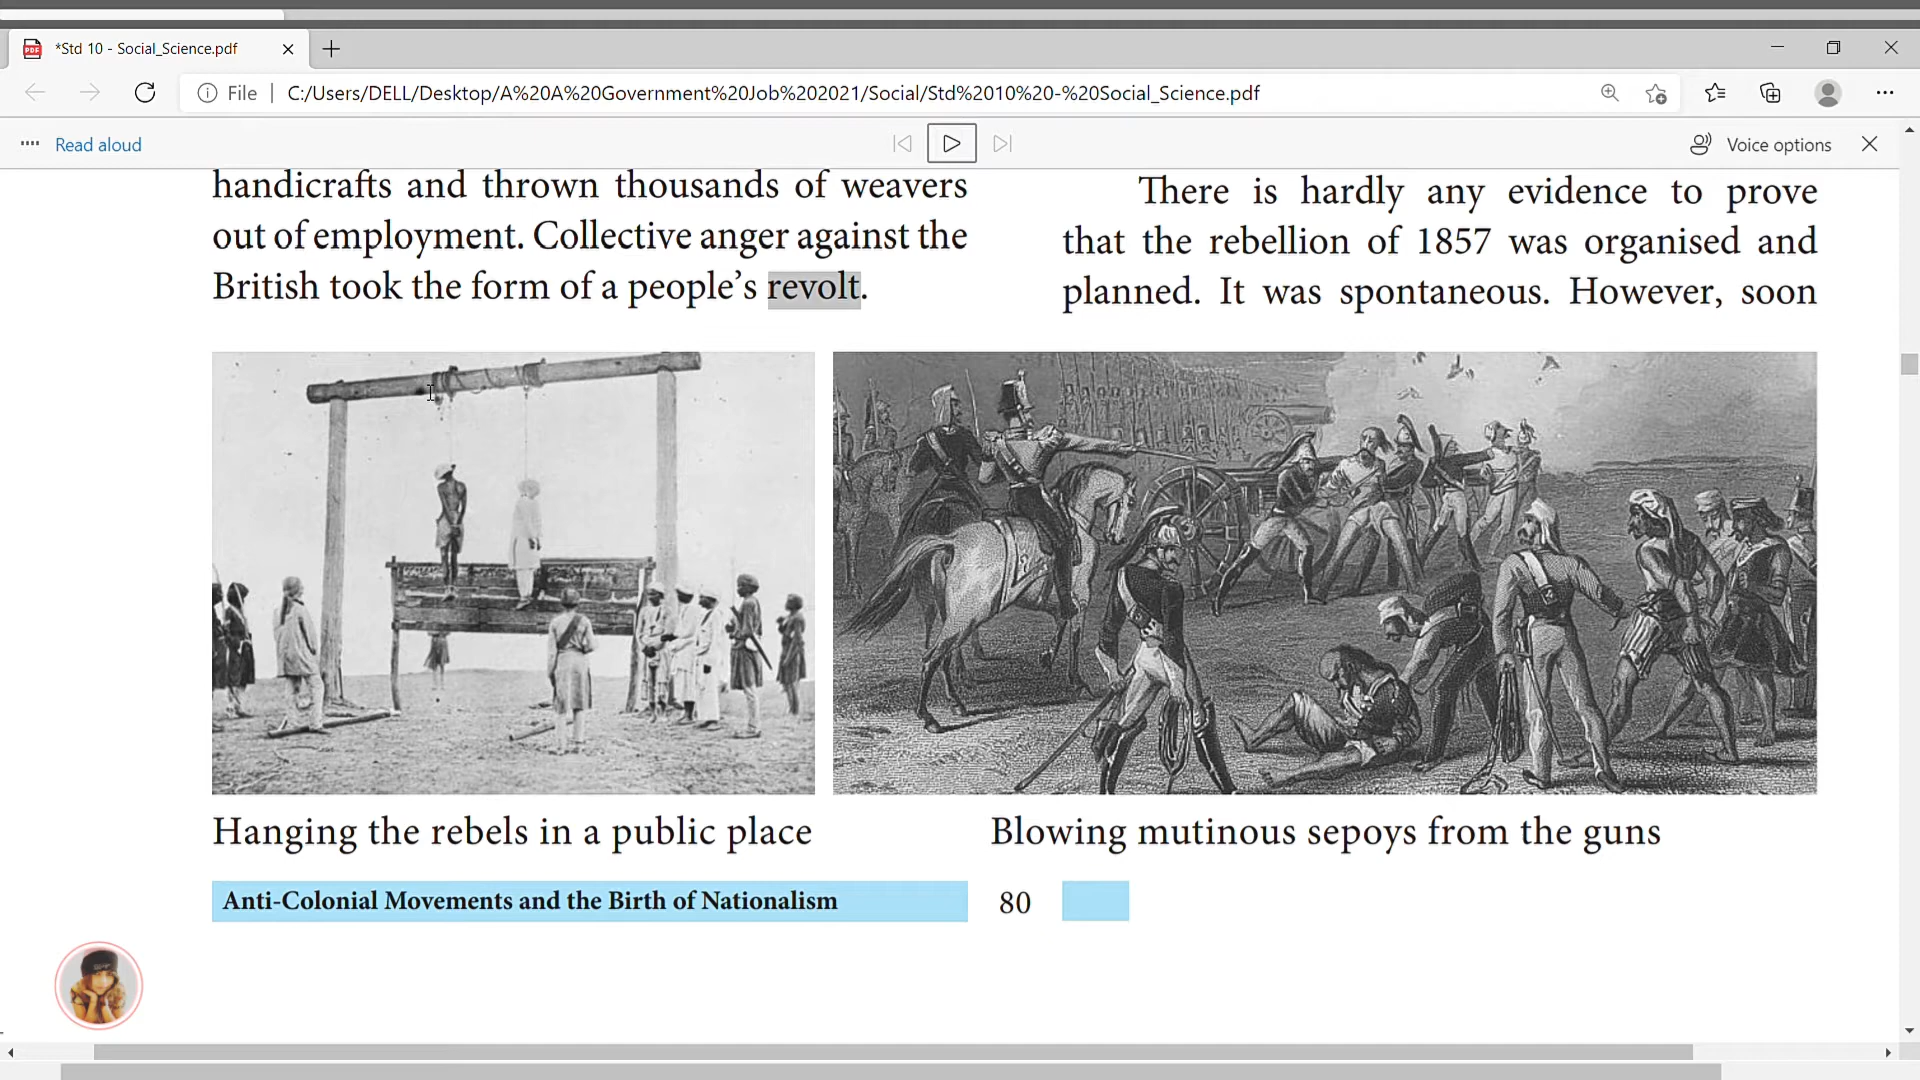 *Std 10 - Social_Science.pdf
File
C:/Users/DELL/Desktop/A%20A%20Government%20Job%202021/Social/Std%2010%20-%20Social_Science.pdf
Read aloud
Voice options
handicrafts and thrown thousands of weavers
out of employment. Collective anger against the
British took the form of a people’s revolt.
There is hardly any evidence to prove
that the rebellion of 1857 was organised and
planned. It was spontaneous. However, soon
Hanging the rebels in a public place
Blowing mutinous sepoys from the guns
Anti-Colonial Movements and the Birth of Nationalism
80